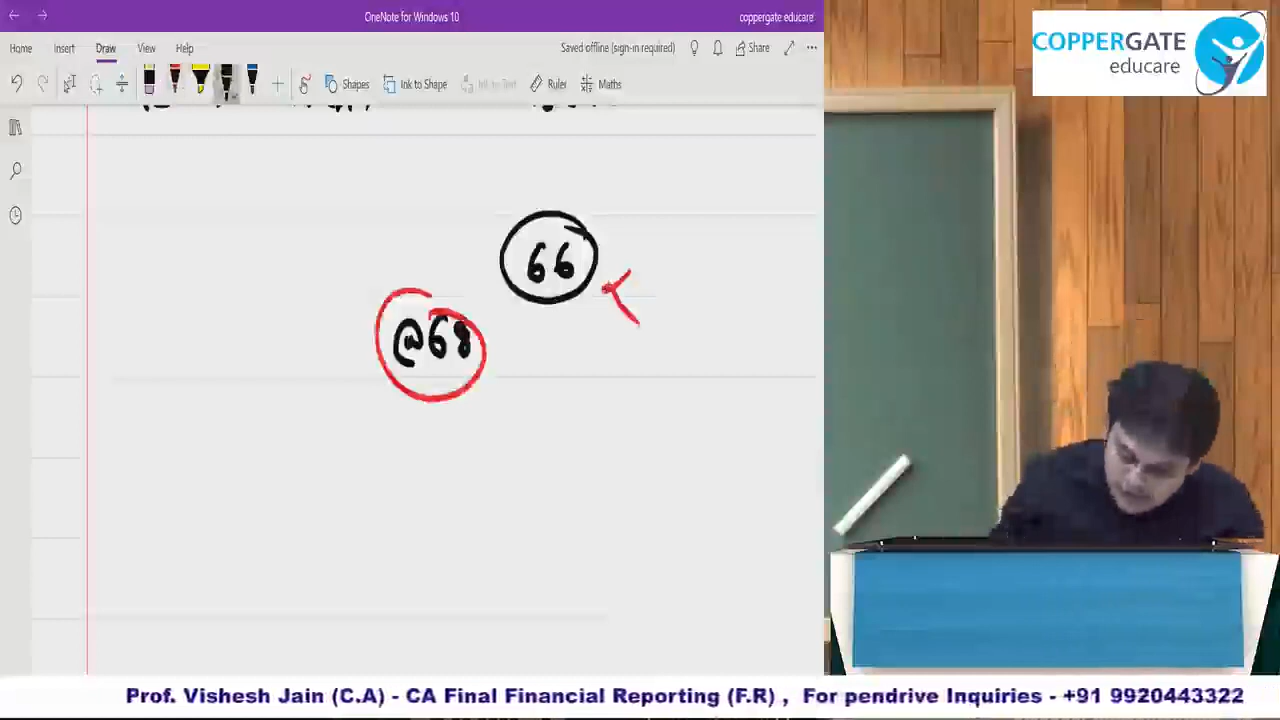 OneNote for Windows 10
coppergate educare
Home Insert Draw View Help
Saved offline (sign-in required)
Share
Shapes
Ink to Shape
Ink to Text
Ruler
Maths
COPPERGATE
educare
66
@68
Prof. Vishesh Jain (C.A) - CA Final Financial Reporting (F.R) , For pendrive Inquiries - +91 9920443322